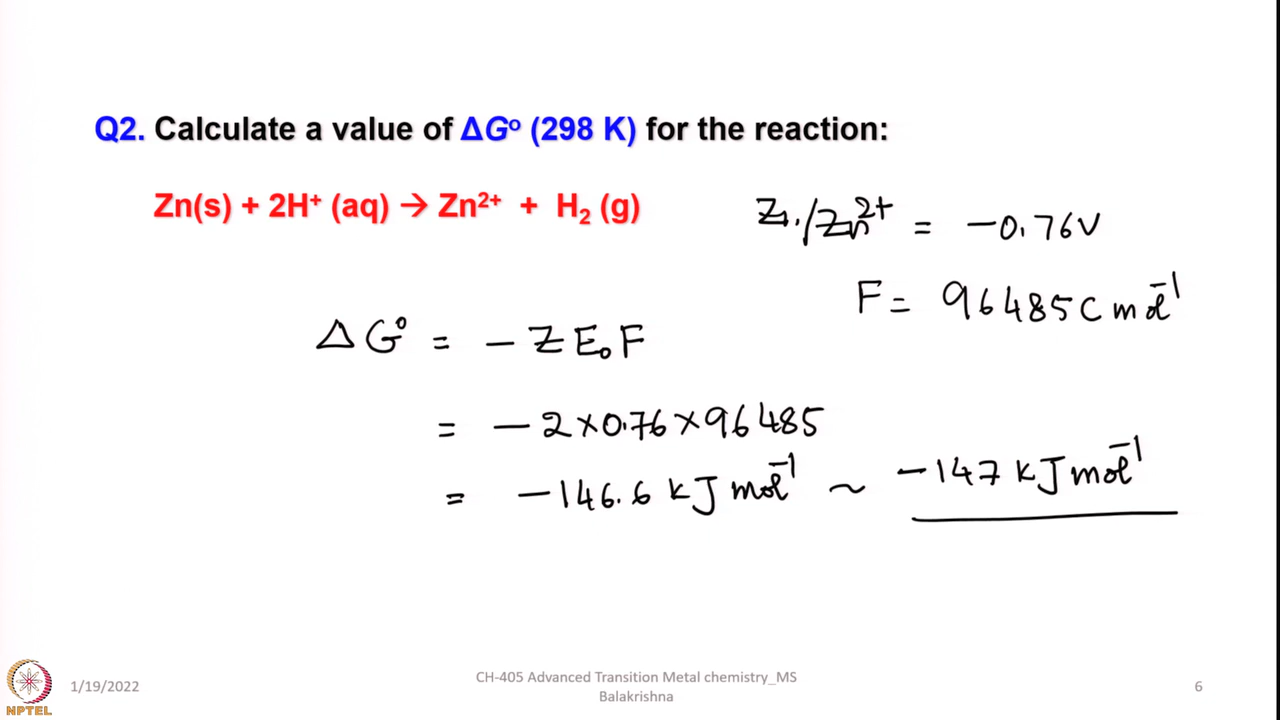 Q2. Calculate a value of ΔGº (298 K) for the reaction:
Zn(s) + 2H⁺ (aq) → Zn²⁺ + H₂ (g)
Zn/Zn²⁺ = -0.76V
F = 96485 C mol⁻¹
ΔG° = - Z E₀ F
= - 2 × 0.76 × 96485
= - 146.6 kJ mol⁻¹ ~ - 147 kJ mol⁻¹
NPTEL
1/19/2022
CH-405 Advanced Transition Metal chemistry_MS
Balakrishna
6